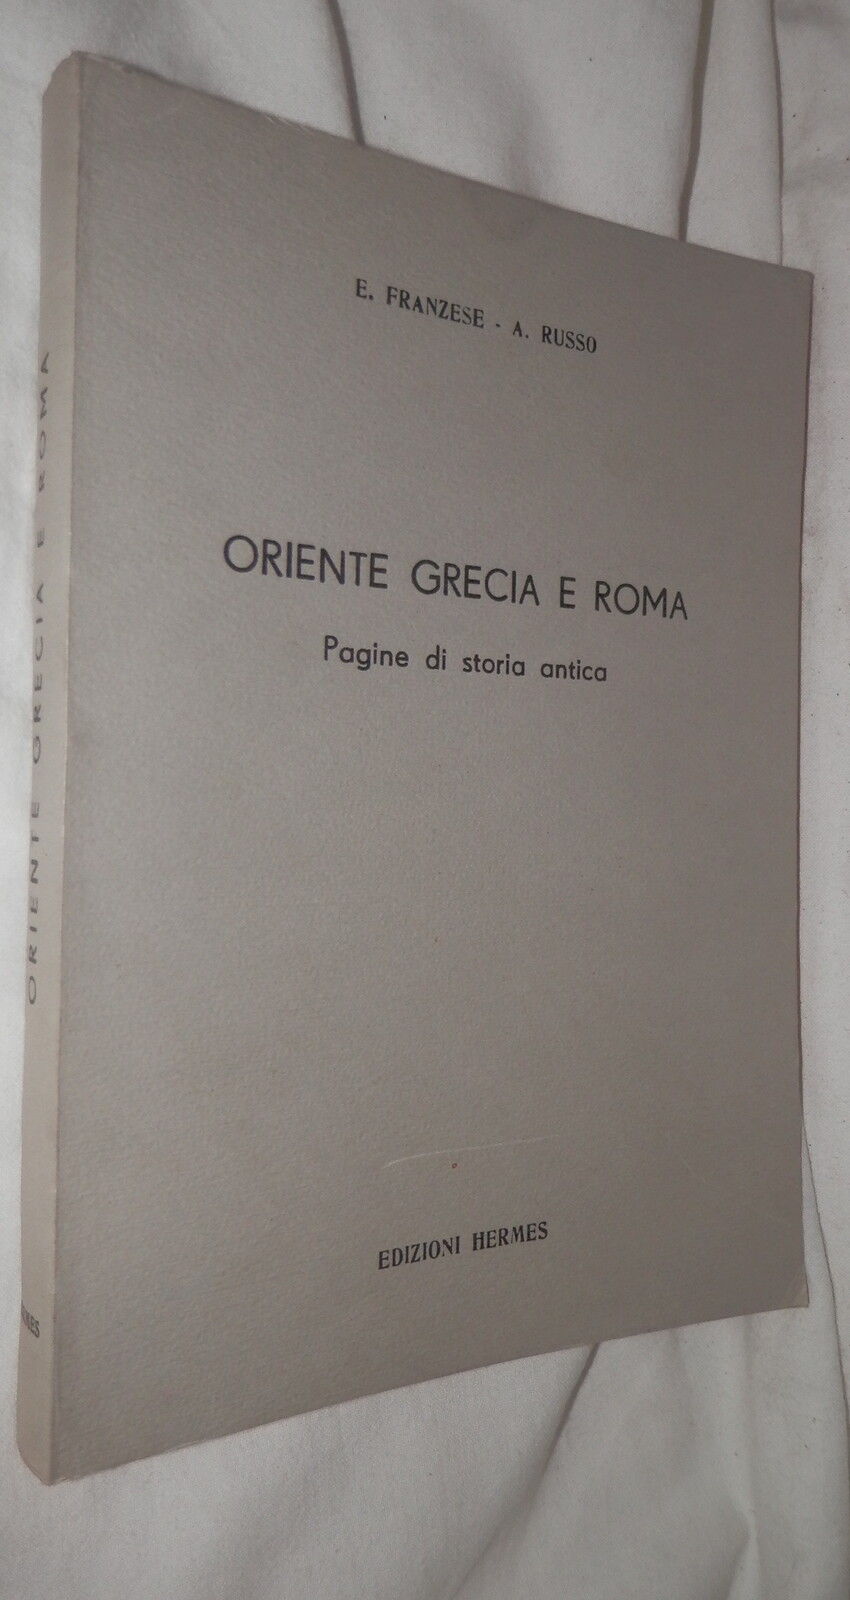 E. FRANZESE - A. RUSSO
ORIENTE GRECIA E ROMA
Pagine di storia antica
EDIZIONI HERMES
ORIENTE GRECIA E ROMA